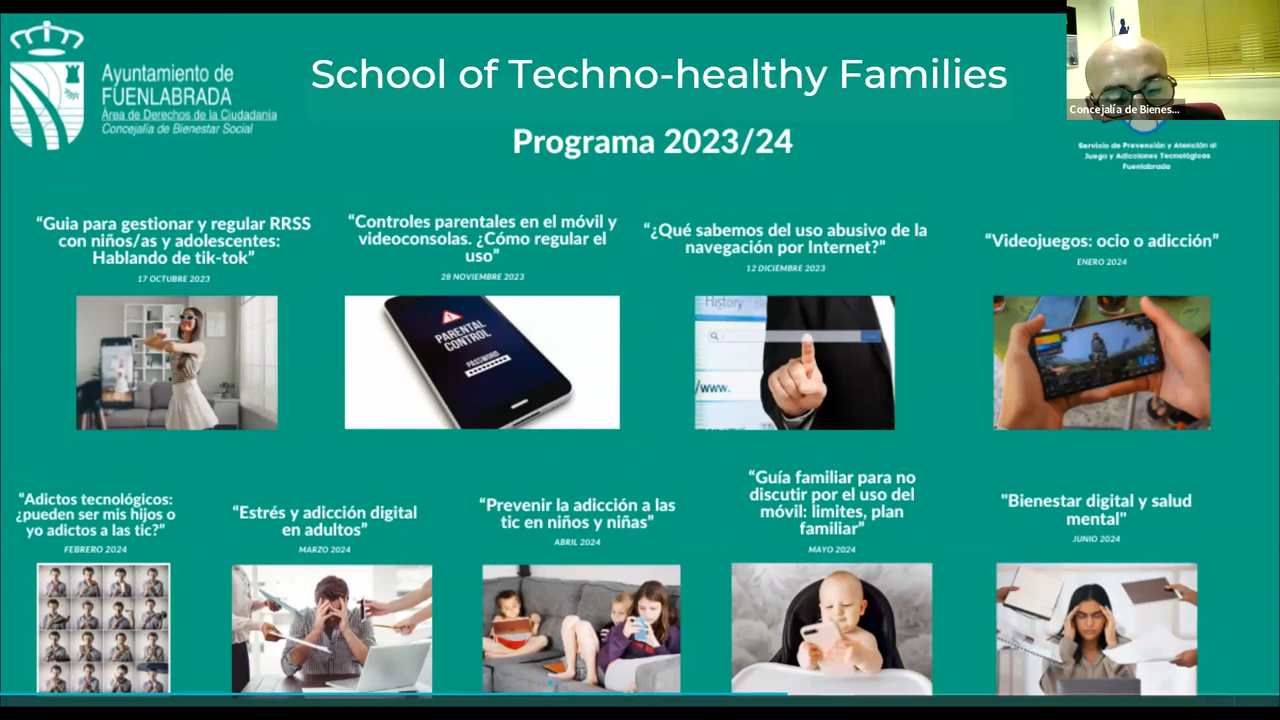 Ayuntamiento de
FUENLABRADA
Área de Derechos de la Ciudadanía
Concejalía de Bienestar Social
School of Techno-healthy Families
Programa 2023/24
Concejalía de Bienes...
Servicio de Prevención y Atención al
Juego y Adicciones Tecnológicas
Fuenlabrada
“Guia para gestionar y regular RRSS
con niños/as y adolescentes:
Hablando de tik-tok”
17 OCTUBRE 2023
“Controles parentales en el móvil y
videoconsolas. ¿Cómo regular el
uso”
28 NOVIEMBRE 2023
“¿Qué sabemos del uso abusivo de la
navegación por Internet?”
12 DICIEMBRE 2023
“Videojuegos: ocio o adicción”
ENERO 2024
PARENTAL
CONTROL
PASSWORD
History
/www.
“Adictos tecnológicos:
¿pueden ser mis hijos o
yo adictos a las tic?”
FEBRERO 2024
“Estrés y adicción digital
en adultos”
MARZO 2024
“Prevenir la adicción a las
tic en niños y niñas”
ABRIL 2024
“Guía familiar para no
discutir por el uso del
móvil: limites, plan
familiar”
MAYO 2024
"Bienestar digital y salud
mental"
JUNIO 2024